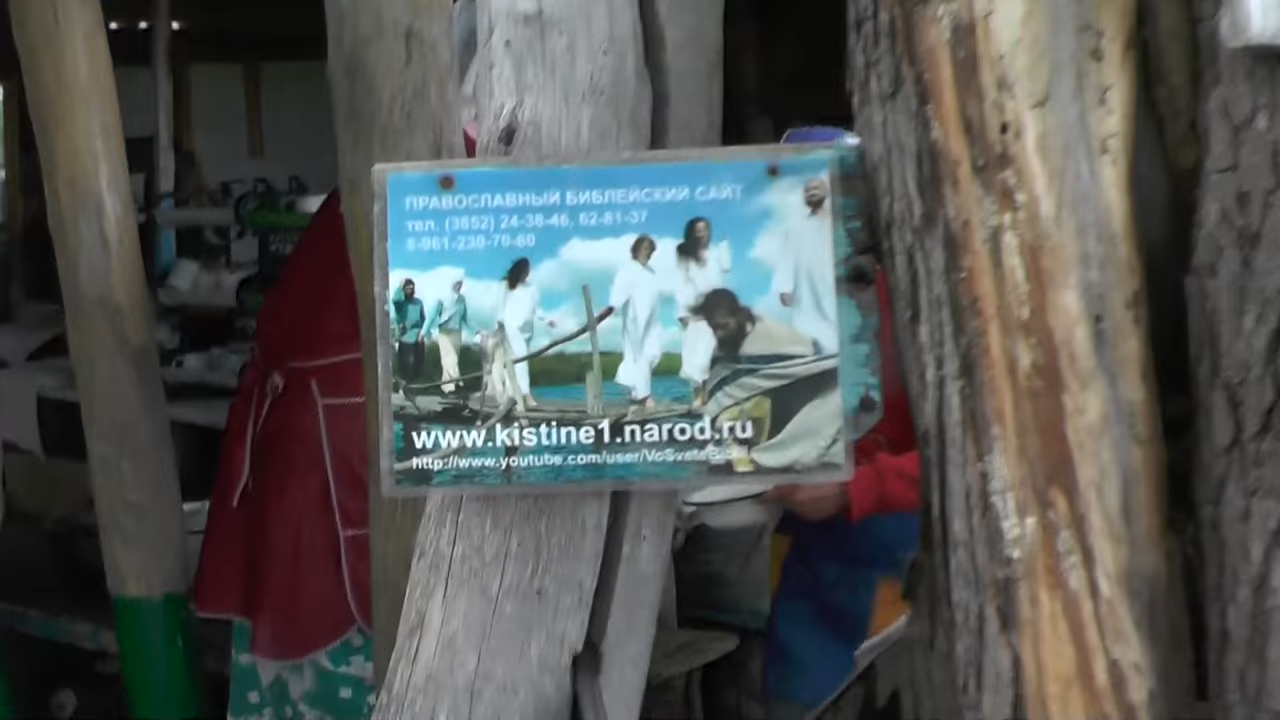 ПРАВОСЛАВНЫЙ БИБЛЕЙСКИЙ САЙТ
тел. (3852) 24-38-46, 62-81-37
8-961-238-70-60
www.kistine1.narod.ru